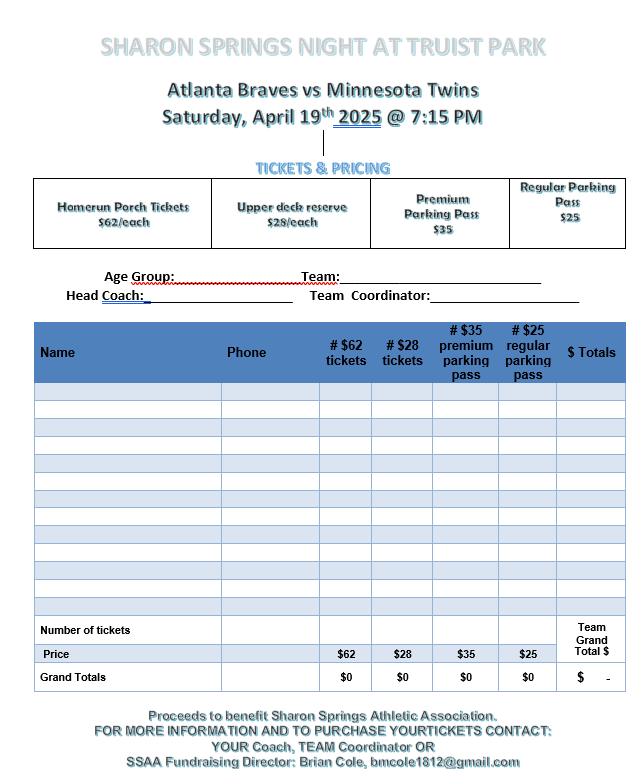 SHARON SPRINGS NIGHT AT TRUIST PARK
Atlanta Braves vs Minnesota Twins
Saturday, April 19th 2025 @ 7:15 PM
TICKETS & PRICING
Homerun Porch Tickets
$62/each
Upper deck reserve
$28/each
Premium
Parking Pass
$35
Regular Parking
Pass
$25
Age Group:____________________Team:______________________________
Head Coach:_______________________ Team Coordinator:______________________
Name
Phone
# $62
tickets
# $28
tickets
# $35
premium
parking
pass
# $25
regular
parking
pass
$ Totals
Number of tickets
Team
Grand
Total $
Price $62 $28 $35 $25
Grand Totals $0 $0 $0 $0 $ -
Proceeds to benefit Sharon Springs Athletic Association.
FOR MORE INFORMATION AND TO PURCHASE YOURTICKETS CONTACT:
YOUR Coach, TEAM Coordinator OR
SSAA Fundraising Director: Brian Cole, bmcole1812@gmail.com